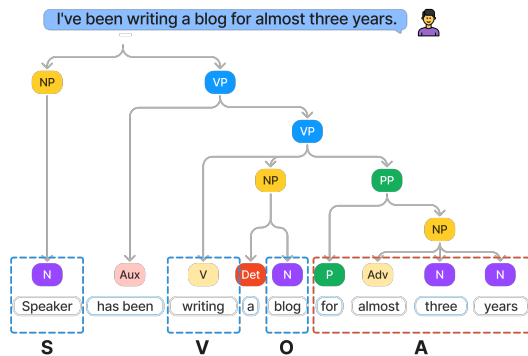 I've been writing a blog for almost three years.
NP VP
VP
NP PP
NP
N Aux V Det N P Adv N N
Speaker has been writing a blog for almost three years
S V O A